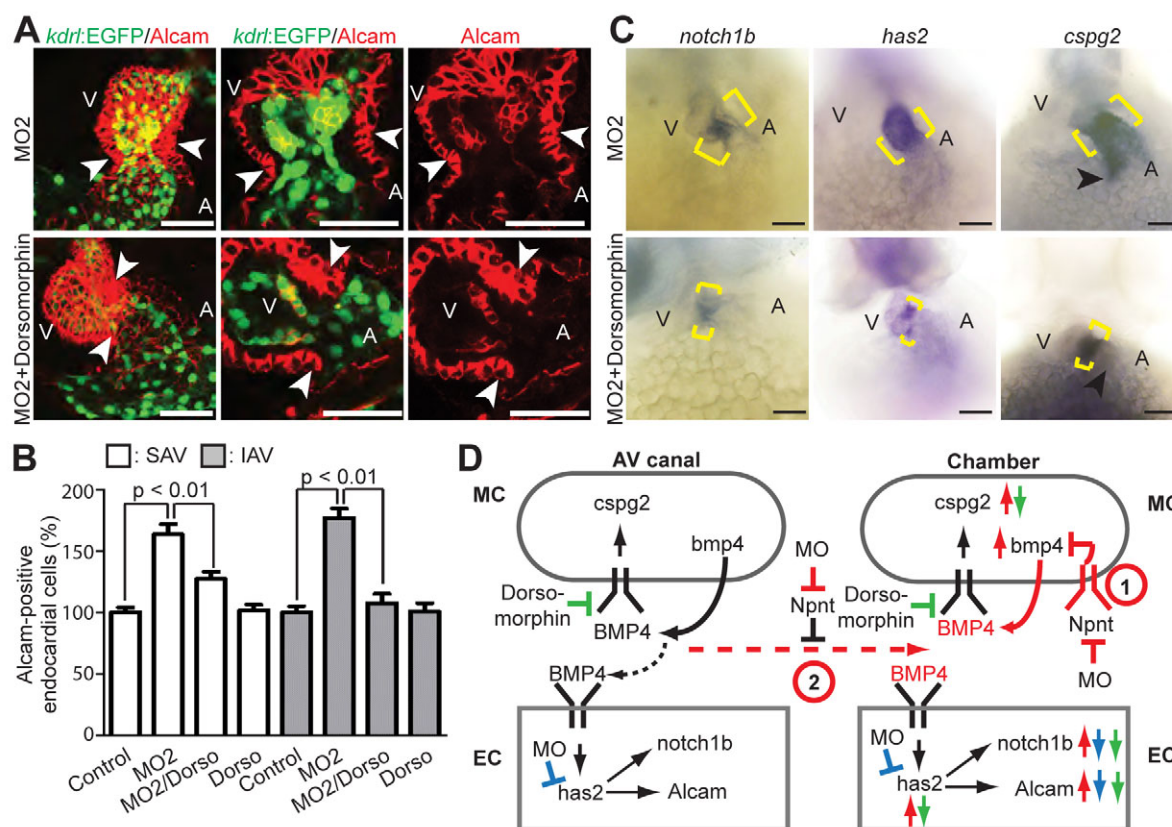 A
kdrl:EGFP/Alcam
kdrl:EGFP/Alcam
Alcam
MO2
V
A
MO2+Dorsomorphin
V
A
V
A
C
notch1b
has2
cspg2
MO2
V
A
V
A
MO2+Dorsomorphin
V
A
V
A
V
A
B
: SAV
: IAV
p < 0.01
p < 0.01
Alcam-positive
endocardial cells (%)
200
150
100
50
0
Control
MO2
MO2/Dorso
Dorso
Control
MO2
MO2/Dorso
Dorso
D
AV canal
MC
cspg2
bmp4
Dorso-
morphin
BMP4
BMP4
EC
MO
has2
notch1b
Alcam
MO
Npnt
2
Chamber
MC
cspg2
bmp4
1
Dorso-
morphin
BMP4
Npnt
MO
BMP4
EC
MO
has2
notch1b
Alcam